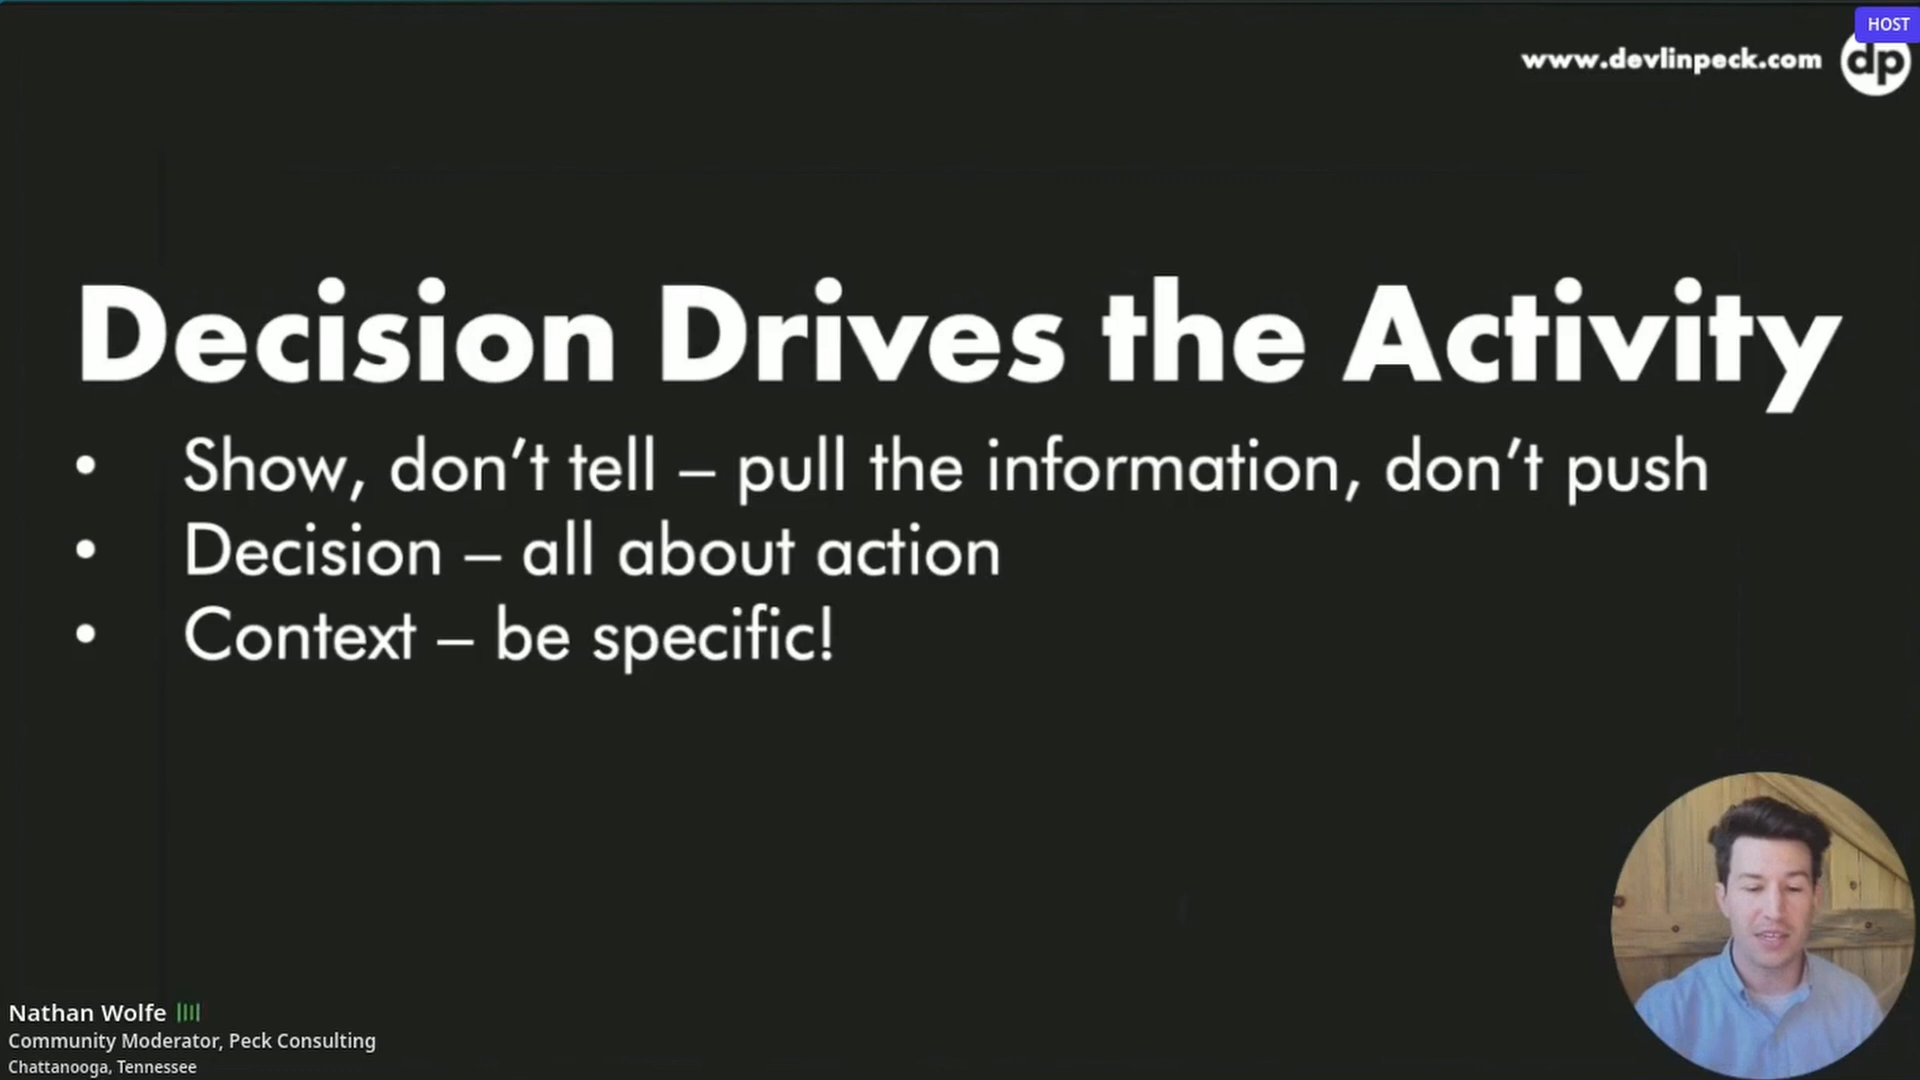 HOST
www.devlinpeck.com dp
Decision Drives the Activity
• Show, don’t tell – pull the information, don’t push
• Decision – all about action
• Context – be specific!
Nathan Wolfe
Community Moderator, Peck Consulting
Chattanooga, Tennessee